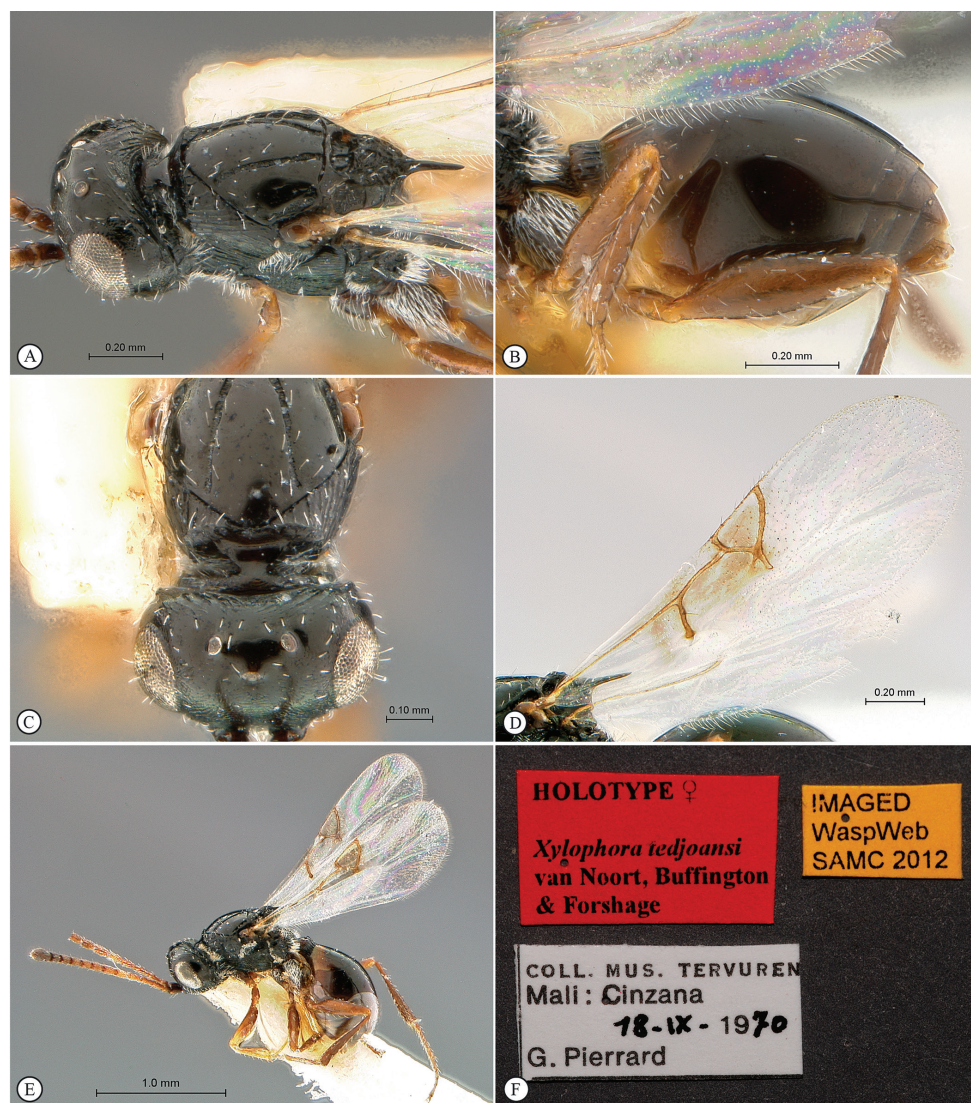 0.20 mm
A
0.20 mm
B
0.10 mm
C
0.20 mm
D
1.0 mm
E
HOLOTYPE ♀
Xylophora tedjoansi
van Noort, Buffington
& Forshage
IMAGED
WaspWeb
SAMC 2012
COLL. MUS. TERVUREN
Mali: Cinzana
18-IX-1970
G. Pierrard
F